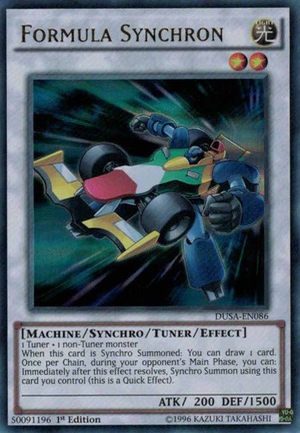 FORMULA SYNCHRON
LIGHT
光
DUSA-EN086
[MACHINE/SYNCHRO/TUNER/EFFECT]
1 Tuner + 1 non-Tuner monster
When this card is Synchro Summoned: You can draw 1 card.
Once per Chain, during your opponent's Main Phase, you can:
Immediately after this effect resolves, Synchro Summon using this
card you control (this is a Quick Effect).
ATK/ 200 DEF/1500
50091196 1st Edition ©1996 KAZUKI TAKAHASHI